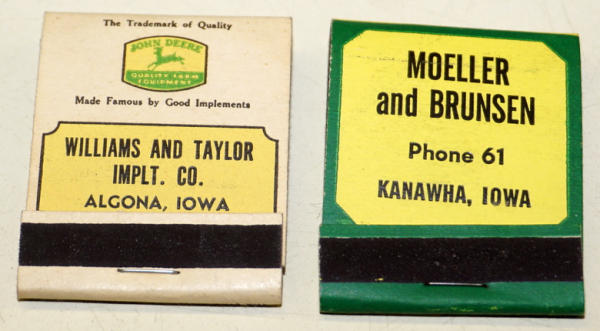 The Trademark of Quality
JOHN DEERE
QUALITY FARM
EQUIPMENT
Made Famous by Good Implements
WILLIAMS AND TAYLOR
IMPLT. CO.
ALGONA, IOWA
MOELLER
and BRUNSEN
Phone 61
KANAWHA, IOWA